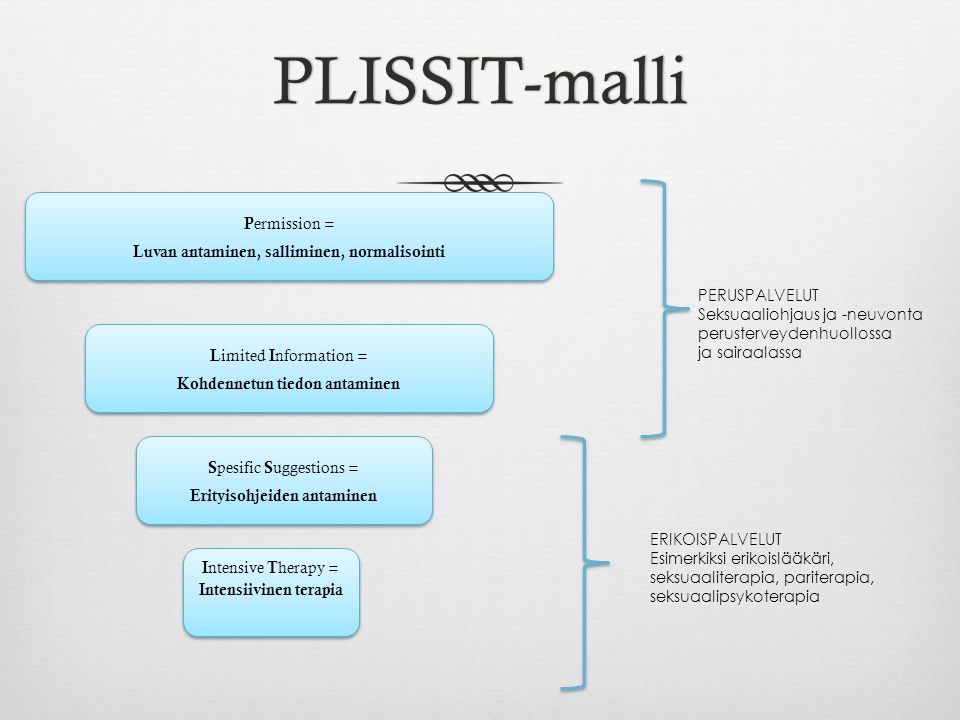 PLISSIT-malli
Permission =
Luvan antaminen, salliminen, normalisointi
PERUSPALVELUT
Seksuaaliohjaus ja -neuvonta
perusterveydenhuollossa
ja sairaalassa
Limited Information =
Kohdennetun tiedon antaminen
Spesific Suggestions =
Erityisohjeiden antaminen
ERIKOISPALVELUT
Esimerkiksi erikoislääkäri,
seksuaaliterapia, pariterapia,
seksuaalipsykoterapia
Intensive Therapy =
Intensiivinen terapia